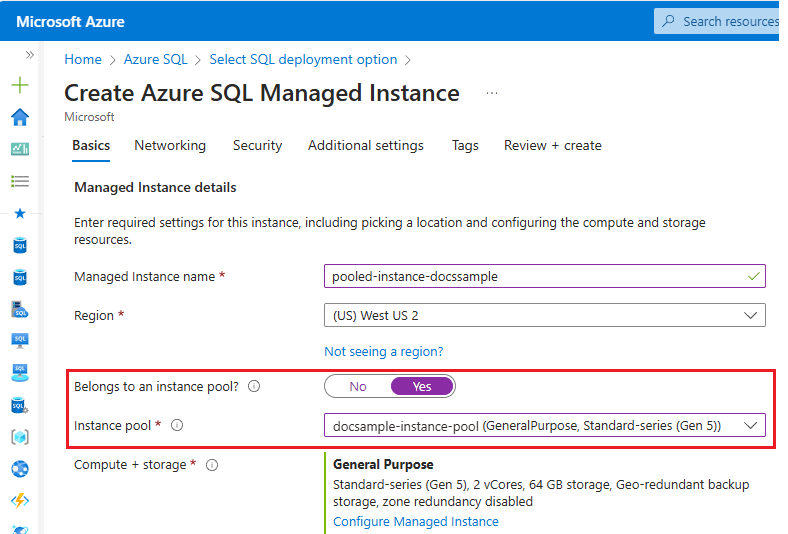 Microsoft Azure
Search resources
Home > Azure SQL > Select SQL deployment option >
Create Azure SQL Managed Instance ...
Microsoft
Basics Networking Security Additional settings Tags Review + create
Managed Instance details
Enter required settings for this instance, including picking a location and configuring the compute and storage
resources.
Managed Instance name * pooled-instance-docssample
Region * (US) West US 2
Not seeing a region?
Belongs to an instance pool? No Yes
Instance pool * docsample-instance-pool (GeneralPurpose, Standard-series (Gen 5))
Compute + storage * General Purpose
Standard-series (Gen 5), 2 vCores, 64 GB storage, Geo-redundant backup
storage, zone redundancy disabled
Configure Managed Instance